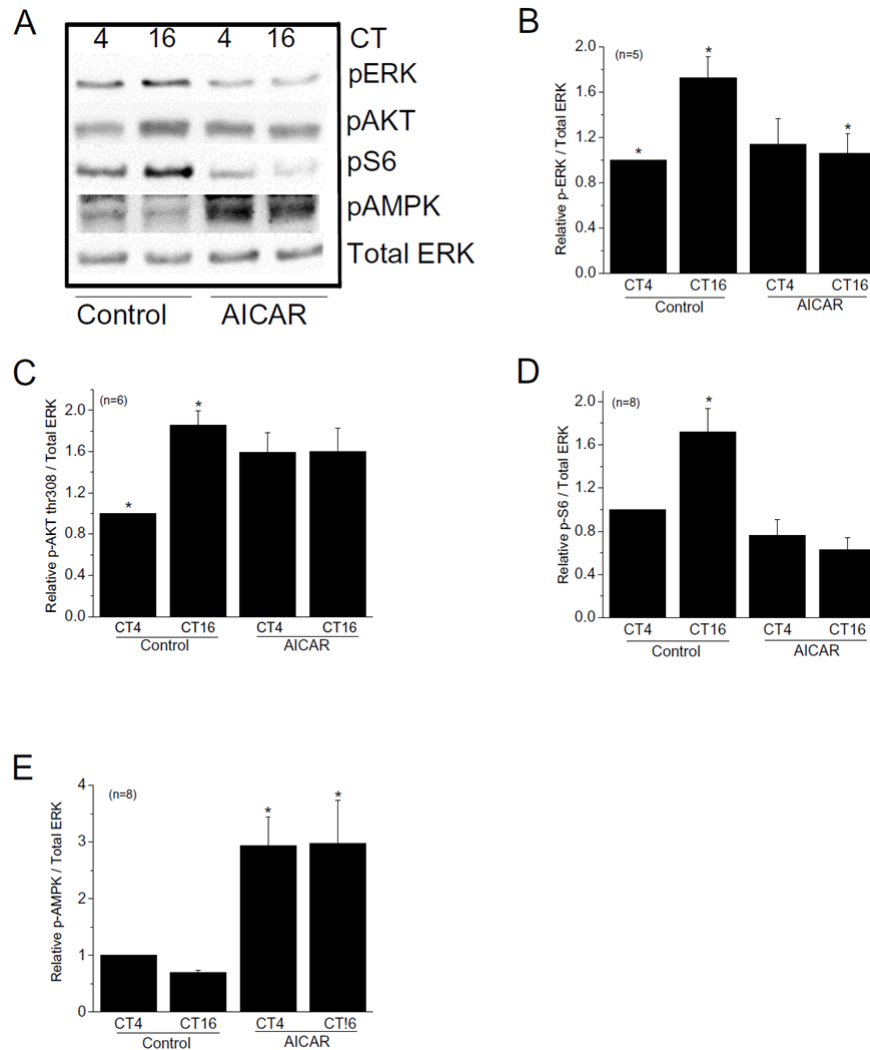 A
4 16 4 16 CT
pERK
pAKT
pS6
pAMPK
Total ERK
Control AICAR
B
(n=5)
Relative p-ERK / Total ERK
2.0
1.6
1.2
0.8
0.4
0.0
* * *
CT4 CT16 CT4 CT16
Control AICAR
C
(n=6)
Relative p-AKT thr308 / Total ERK
2.0
1.6
1.2
0.8
0.4
0.0
* *
CT4 CT16 CT4 CT16
Control AICAR
D
(n=8)
Relative p-S6 / Total ERK
2.0
1.6
1.2
0.8
0.4
0.0
*
CT4 CT16 CT4 CT16
Control AICAR
E
(n=8)
Relative p-AMPK / Total ERK
4
3
2
1
0
* *
CT4 CT16 CT4 CT!6
Control AICAR